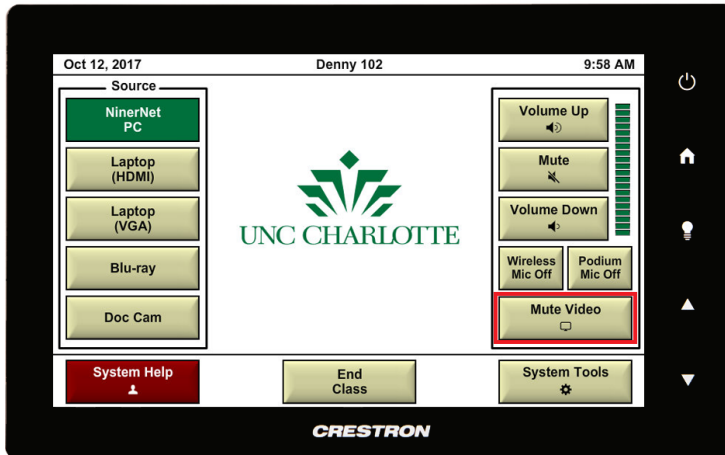 Oct 12, 2017 Denny 102 9:58 AM
Source
NinerNet
PC
Laptop
(HDMI)
Laptop
(VGA)
Blu-ray
Doc Cam
UNC CHARLOTTE
Volume Up
Mute
Volume Down
Wireless
Mic Off
Podium
Mic Off
Mute Video
System Help
End
Class
System Tools
CRESTRON